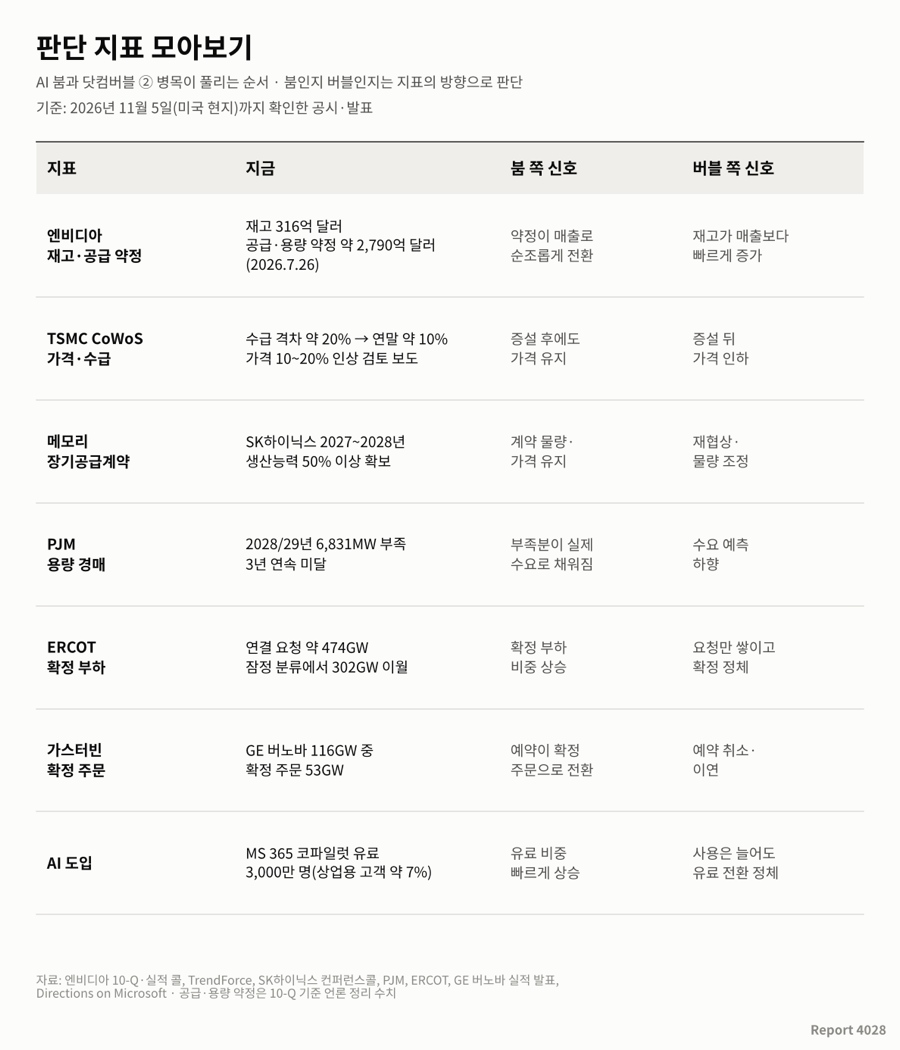 판단 지표 모아보기
AI 붐과 닷컴버블 ② 병목이 풀리는 순서 · 붐인지 버블인지는 지표의 방향으로 판단
기준: 2026년 11월 5일(미국 현지)까지 확인한 공시·발표
지표 지금 붐 쪽 신호 버블 쪽 신호
엔비디아
재고·공급 약정
재고 316억 달러
공급·용량 약정 약 2,790억 달러
(2026.7.26)
약정이 매출로
순조롭게 전환
재고가 매출보다
빠르게 증가
TSMC CoWoS
가격·수급
수급 격차 약 20% → 연말 약 10%
가격 10~20% 인상 검토 보도
증설 후에도
가격 유지
증설 뒤
가격 인하
메모리
장기공급계약
SK하이닉스 2027~2028년
생산능력 50% 이상 확보
계약 물량·
가격 유지
재협상·
물량 조정
PJM
용량 경매
2028/29년 6,831MW 부족
3년 연속 미달
부족분이 실제
수요로 채워짐
수요 예측
하향
ERCOT
확정 부하
연결 요청 약 474GW
잠정 분류에서 302GW 이월
확정 부하
비중 상승
요청만 쌓이고
확정 정체
가스터빈
확정 주문
GE 버노바 116GW 중
확정 주문 53GW
예약이 확정
주문으로 전환
예약 취소·
이연
AI 도입
MS 365 코파일럿 유료
3,000만 명(상업용 고객 약 7%)
유료 비중
빠르게 상승
사용은 늘어도
유료 전환 정체
자료: 엔비디아 10-Q·실적 콜, TrendForce, SK하이닉스 컨퍼런스콜, PJM, ERCOT, GE 버노바 실적 발표,
Directions on Microsoft · 공급·용량 약정은 10-Q 기준 언론 정리 수치
Report 4028